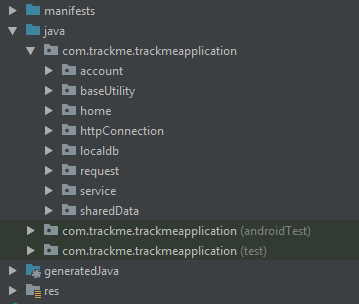 manifests
java
com.trackme.trackmeapplication
account
baseUtility
home
httpConnection
localdb
request
service
sharedData
com.trackme.trackmeapplication (androidTest)
com.trackme.trackmeapplication (test)
generatedJava
res